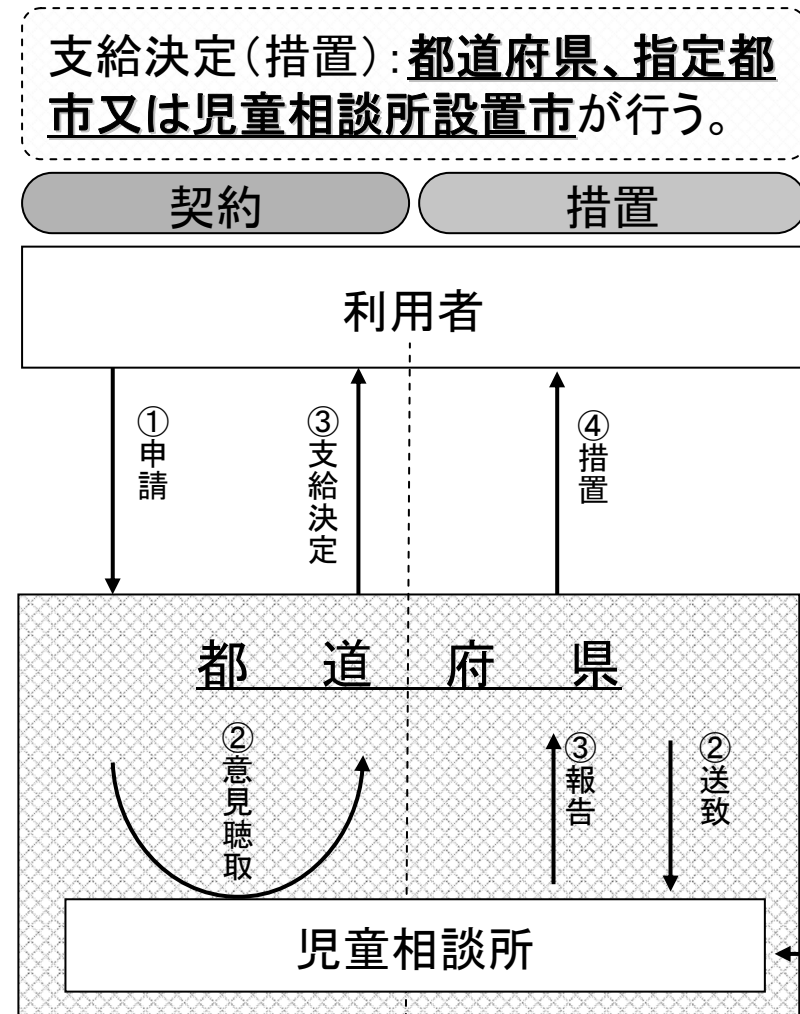 支給決定(措置):都道府県、指定都
市又は児童相談所設置市が行う。
契約
措置
利用者
①申請
③支給決定
④措置
都道府県
②意見聴取
③報告
②送致
児童相談所